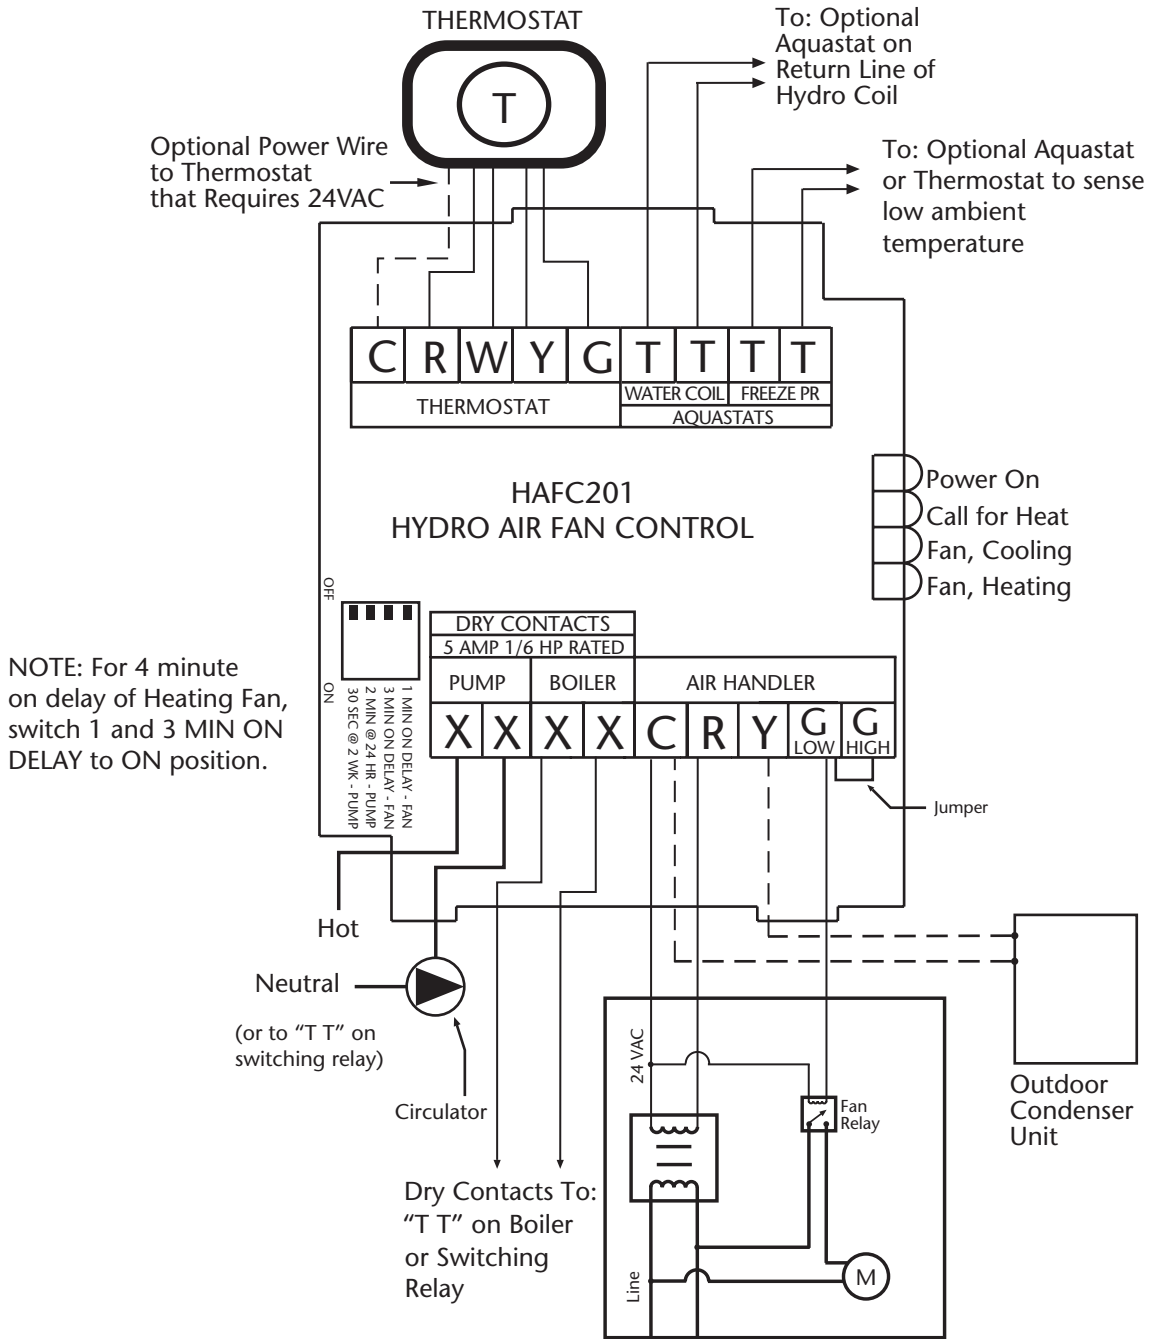 THERMOSTAT
T
To: Optional
Aquastat on
Return Line of
Hydro Coil
Optional Power Wire
to Thermostat
that Requires 24VAC
To: Optional Aquastat
or Thermostat to sense
low ambient
temperature
C R W Y G T T T T
THERMOSTAT
WATER COIL
FREEZE PR
AQUASTATS
HAFC201
HYDRO AIR FAN CONTROL
Power On
Call for Heat
Fan, Cooling
Fan, Heating
OFF
ON
1 MIN ON DELAY - FAN
3 MIN ON DELAY - FAN
2 MIN @ 24 HR - PUMP
30 SEC @ 2 WK - PUMP
NOTE: For 4 minute
on delay of Heating Fan,
switch 1 and 3 MIN ON
DELAY to ON position.
DRY CONTACTS
5 AMP 1/6 HP RATED
PUMP
BOILER
AIR HANDLER
X X X X C R Y G G
LOW
HIGH
Jumper
Hot
Neutral
(or to “T T” on
switching relay)
Circulator
Dry Contacts To:
“T T” on Boiler
or Switching
Relay
24 VAC
Fan
Relay
Line
M
Outdoor
Condenser
Unit